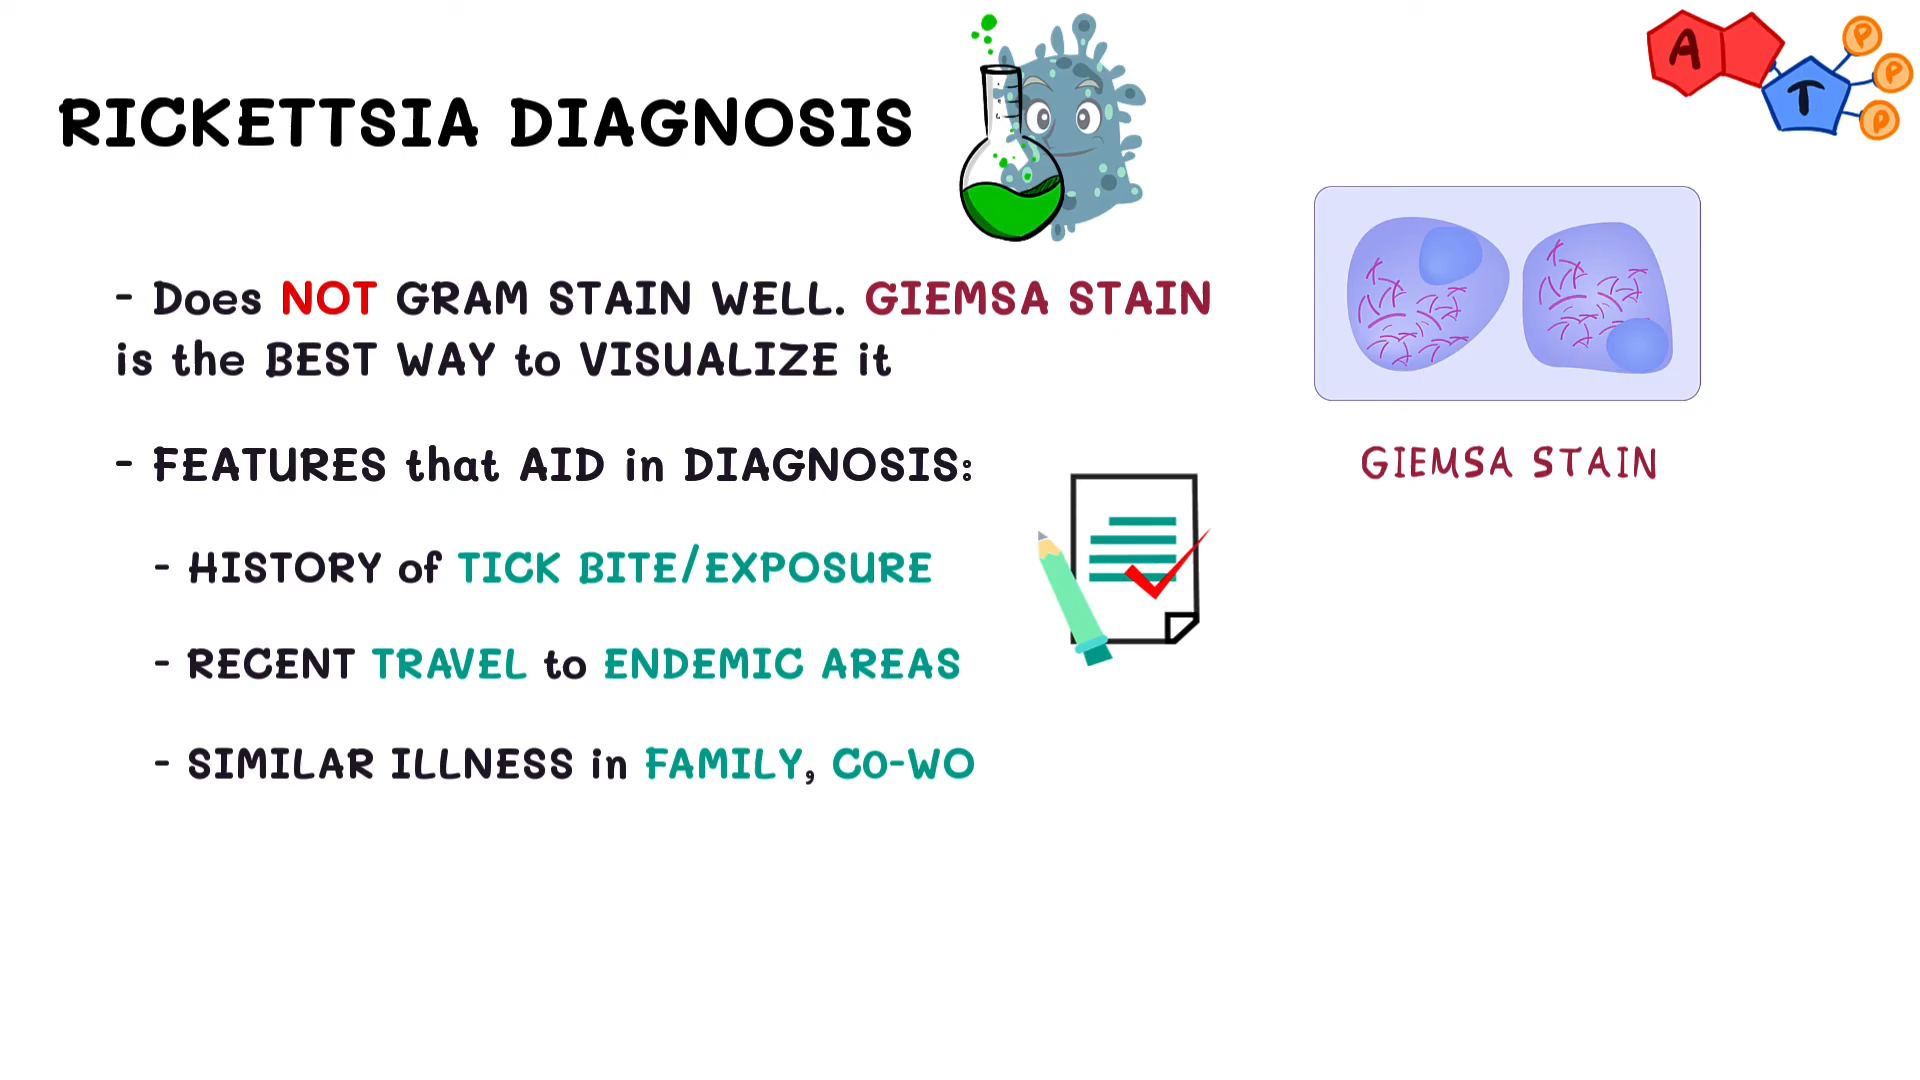 A
T
P
P
P
RICKETTSIA DIAGNOSIS
- Does NOT GRAM STAIN WELL. GIEMSA STAIN
is the BEST WAY to VISUALIZE it
GIEMSA STAIN
- FEATURES that AID in DIAGNOSIS:
- HISTORY of TICK BITE/EXPOSURE
- RECENT TRAVEL to ENDEMIC AREAS
- SIMILAR ILLNESS in FAMILY, CO-WO